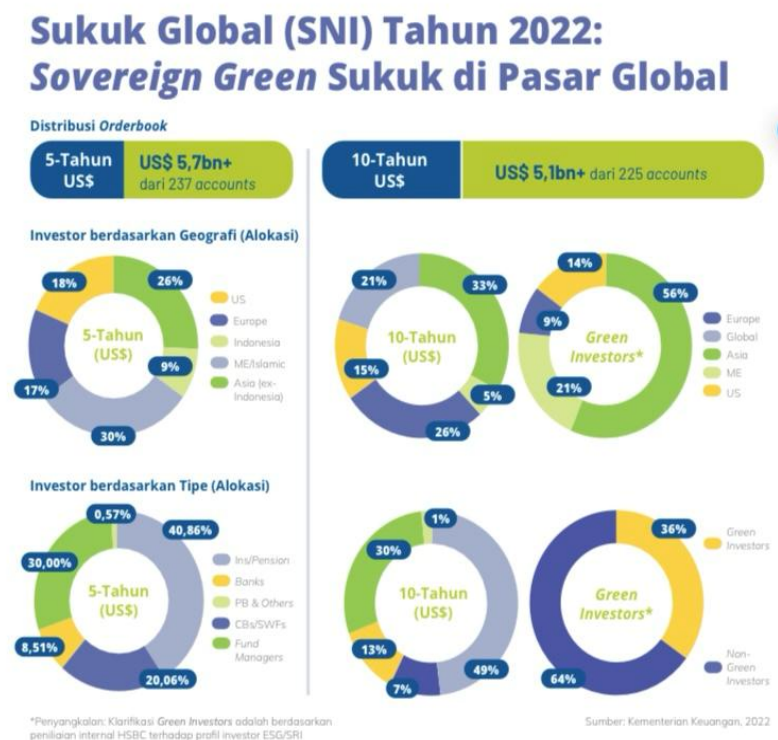 Sukuk Global (SNI) Tahun 2022:
Sovereign Green Sukuk di Pasar Global
Distribusi Orderbook
5-Tahun
US$
US$ 5,7bn+
dari 237 accounts
10-Tahun
US$
US$ 5,1bn+ dari 225 accounts
Investor berdasarkan Geografi (Alokasi)
18%
26%
5-Tahun
(US$)
9%
17%
30%
US
Europe
Indonesia
ME/Islamic
Asia (ex-
Indonesia)
21%
33%
10-Tahun
(US$)
15%
5%
26%
14%
56%
9%
Green
Investors*
21%
Europe
Global
Asia
ME
US
Investor berdasarkan Tipe (Alokasi)
0,57%
40,86%
30,00%
5-Tahun
(US$)
8,51%
20,06%
Ins/Pension
Banks
PB & Others
CBs/SWFs
Fund
Managers
1%
30%
10-Tahun
(US$)
13%
7%
49%
36%
Green
Investors*
64%
Green
Investors
Non-
Green
Investors
*Penyangkalan: Klarifikasi Green Investors adalah berdasarkan
penilaian internal HSBC terhadap profil investor ESG/SRI
Sumber: Kementerian Keuangan, 2022